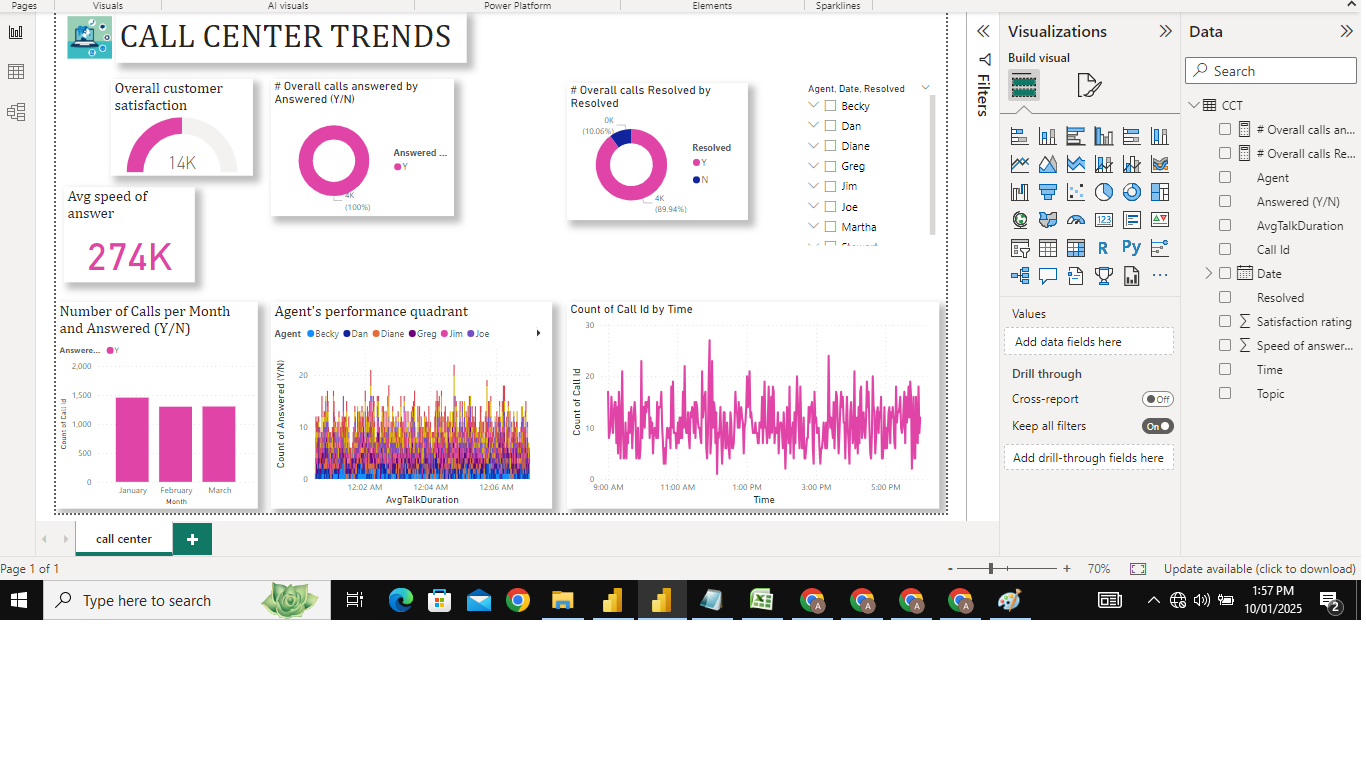 Pages
Visuals
AI visuals
Power Platform
Elements
Sparklines
CALL CENTER TRENDS
Overall customer
satisfaction
14K
# Overall calls answered by
Answered (Y/N)
Answered ...
Y
4K
(100%)
# Overall calls Resolved by
Resolved
0K
(10.06%)
Resolved
Y
N
4K
(89.94%)
Agent, Date, Resolved
Becky
Dan
Diane
Greg
Jim
Joe
Martha
Stewart
Avg speed of
answer
274K
Number of Calls per Month
and Answered (Y/N)
Answere...
Y
2,000
1,500
1,000
500
0
Count of Call Id
January
February
March
Month
Agent's performance quadrant
Agent
Becky
Dan
Diane
Greg
Jim
Joe
Count of Answered (Y/N)
20
10
0
12:02 AM
12:04 AM
12:06 AM
AvgTalkDuration
Count of Call Id by Time
Count of Call Id
30
20
10
0
9:00 AM
11:00 AM
1:00 PM
3:00 PM
5:00 PM
Time
Filters
Visualizations
Build visual
R
Py
123
...
Values
Add data fields here
Drill through
Cross-report
Off
Keep all filters
On
Add drill-through fields here
Data
Search
CCT
# Overall calls an...
# Overall calls Re...
Agent
Answered (Y/N)
AvgTalkDuration
Call Id
Date
Resolved
Satisfaction rating
Speed of answer...
Time
Topic
call center
+
Page 1 of 1
- +
70%
Update available (click to download)
Type here to search
1:57 PM
10/01/2025
2